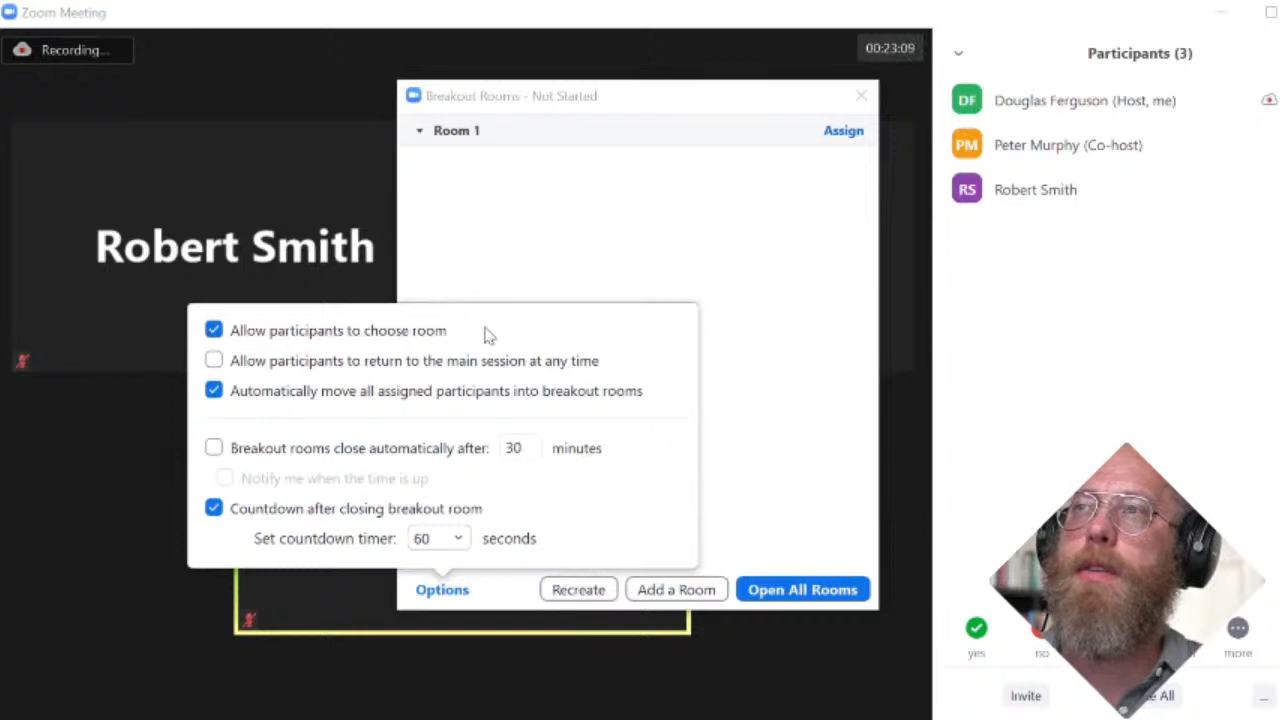 Zoom Meeting
Recording...
00:23:09
Participants (3)
DF Douglas Ferguson (Host, me)
PM Peter Murphy (Co-host)
RS Robert Smith
Breakout Rooms - Not Started
Room 1 Assign
Robert Smith
Allow participants to choose room
Allow participants to return to the main session at any time
Automatically move all assigned participants into breakout rooms
Breakout rooms close automatically after: 30 minutes
Notify me when the time is up
Countdown after closing breakout room
Set countdown timer: 60 seconds
Options Recreate Add a Room Open All Rooms
yes no more
Invite All ...